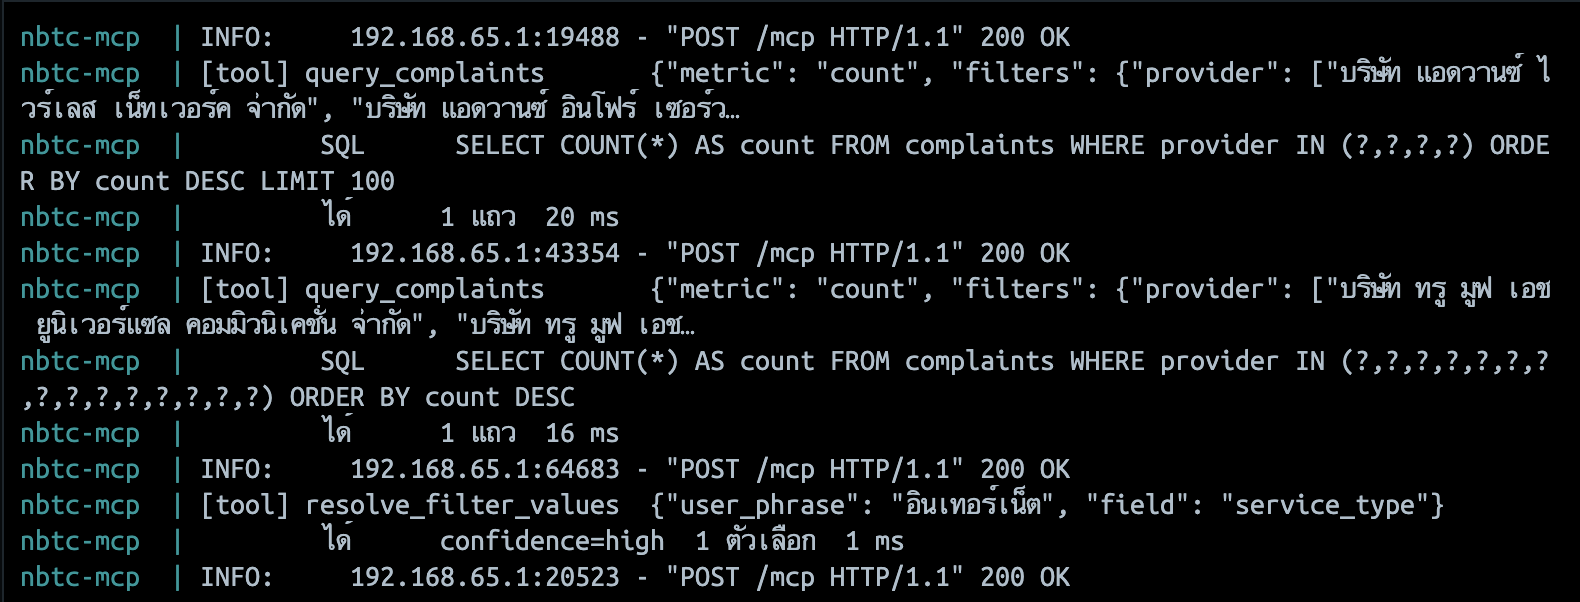 nbtc-mcp  | INFO:     192.168.65.1:19488 - "POST /mcp HTTP/1.1" 200 OK
nbtc-mcp  | [tool] query_complaints       {"metric": "count", "filters": {"provider": ["บริษัท แอดวานซ์ ไ
วร์เลส เน็ทเวอร์ค จำกัด", "บริษัท แอดวานซ์ อินโฟร์ เซอร์ว…
nbtc-mcp  |         SQL      SELECT COUNT(*) AS count FROM complaints WHERE provider IN (?,?,?,?) ORDE
R BY count DESC LIMIT 100
nbtc-mcp  |         ได้      1 แถว  20 ms
nbtc-mcp  | INFO:     192.168.65.1:43354 - "POST /mcp HTTP/1.1" 200 OK
nbtc-mcp  | [tool] query_complaints       {"metric": "count", "filters": {"provider": ["บริษัท ทรู มูฟ เอช
 ยูนิเวอร์แซล คอมมิวนิเคชั่น จำกัด", "บริษัท ทรู มูฟ เอช…
nbtc-mcp  |         SQL      SELECT COUNT(*) AS count FROM complaints WHERE provider IN (?,?,?,?,?,?,?
,?,?,?,?,?,?,?,?) ORDER BY count DESC
nbtc-mcp  |         ได้      1 แถว  16 ms
nbtc-mcp  | INFO:     192.168.65.1:64683 - "POST /mcp HTTP/1.1" 200 OK
nbtc-mcp  | [tool] resolve_filter_values  {"user_phrase": "อินเทอร์เน็ต", "field": "service_type"}
nbtc-mcp  |         ได้      confidence=high  1 ตัวเลือก  1 ms
nbtc-mcp  | INFO:     192.168.65.1:20523 - "POST /mcp HTTP/1.1" 200 OK